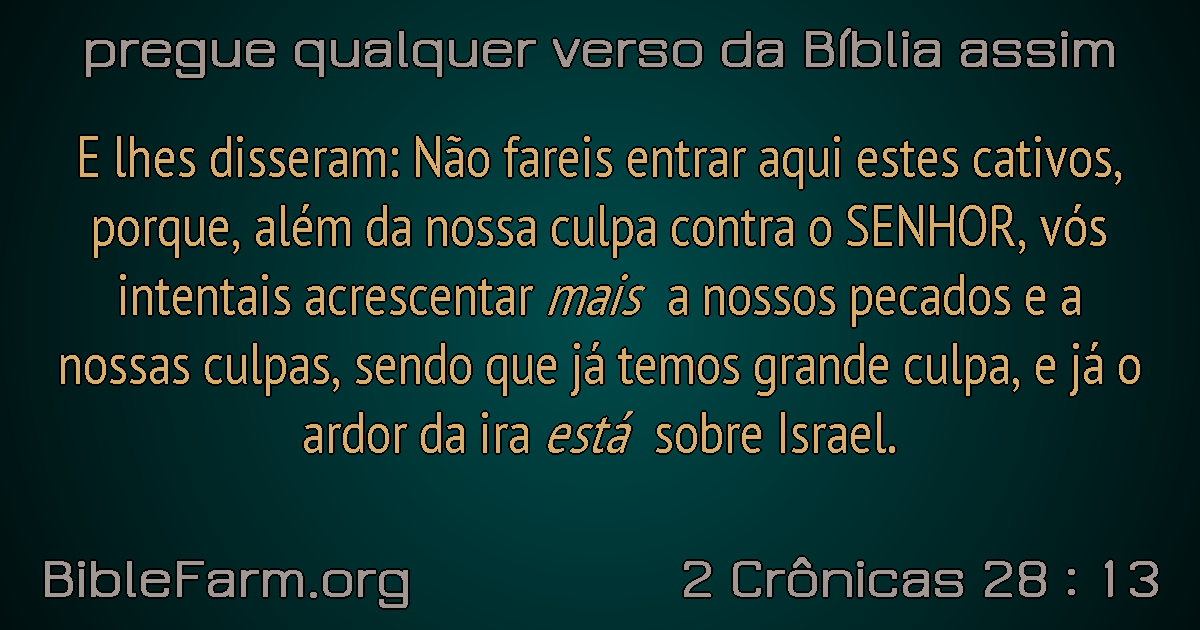 pregue qualquer verso da Bíblia assim
E lhes disseram: Não fareis entrar aqui estes cativos,
porque, além da nossa culpa contra o SENHOR, vós
intentais acrescentar mais a nossos pecados e a
nossas culpas, sendo que já temos grande culpa, e já o
ardor da ira está sobre Israel.
BibleFarm.org
2 Crônicas 28 : 13